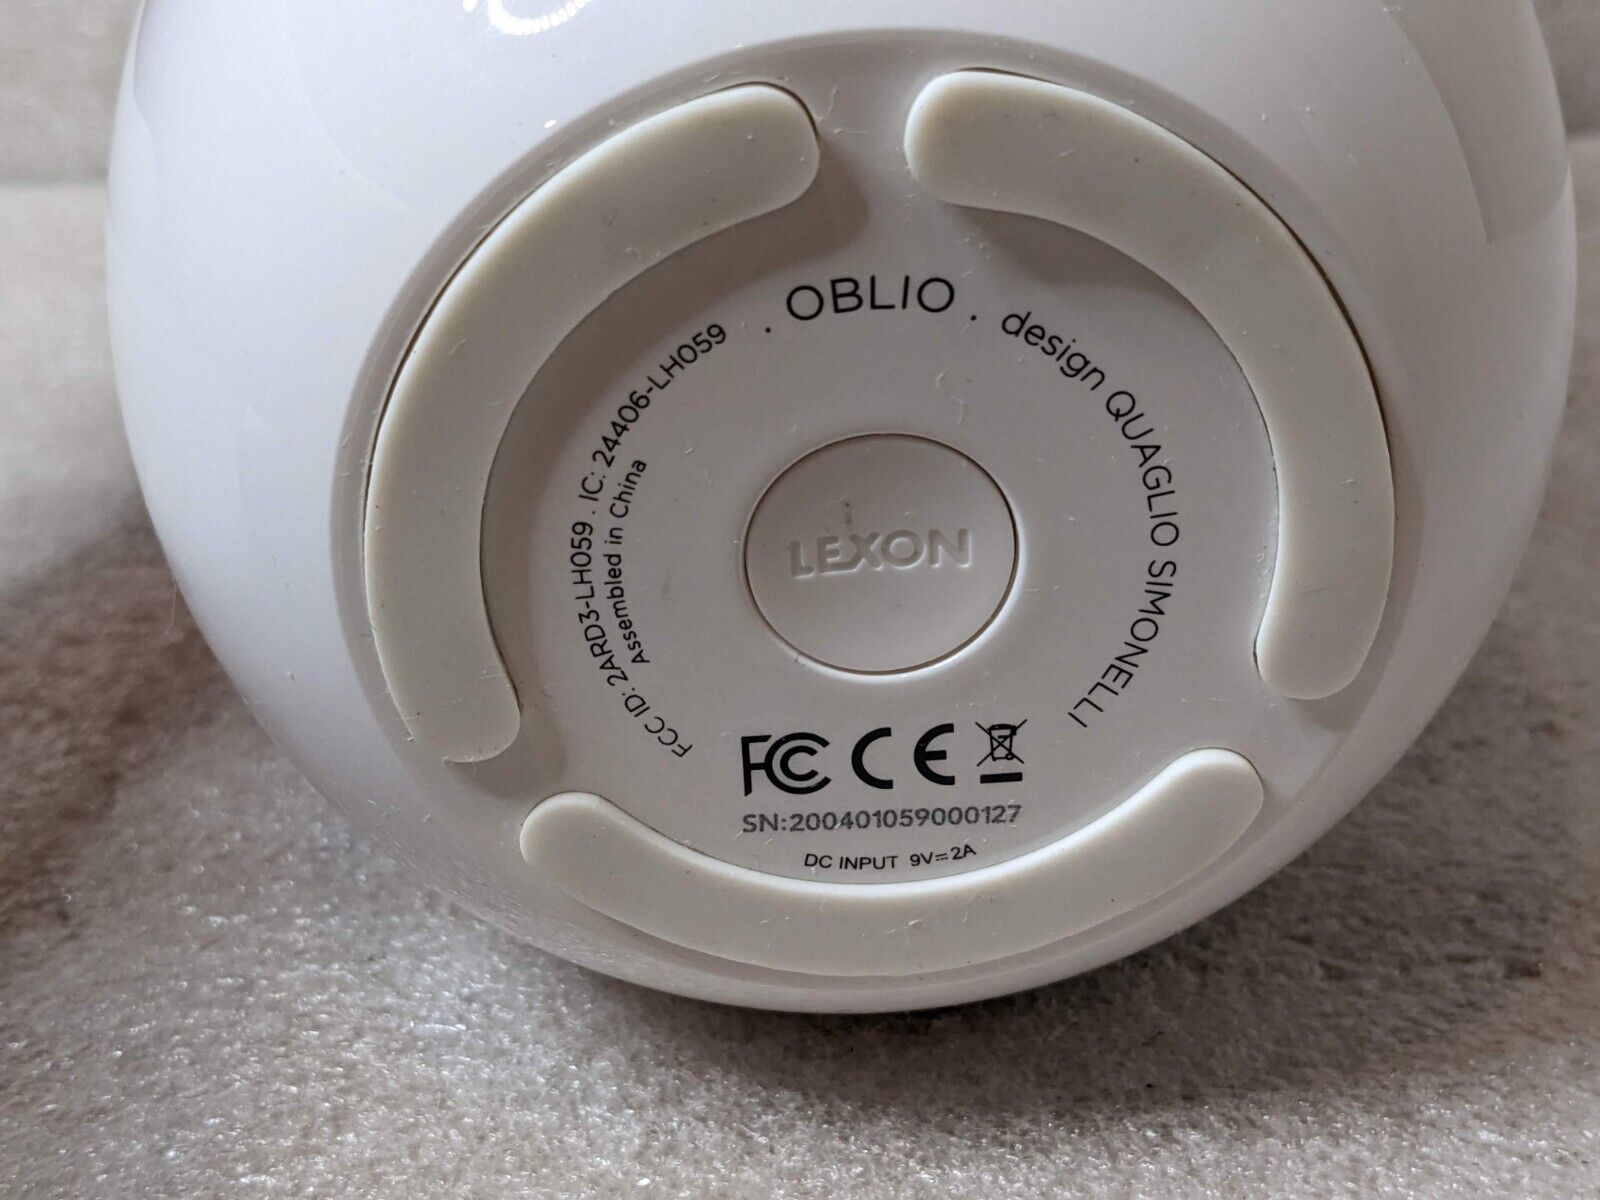 . OBLIO . design QUAGLIO SIMONELLI
FCC ID: 2ARD3-LH059 . IC: 24406-LH059
Assembled in China
LEXON
FC CE
SN:200401059000127
DC INPUT 9V=2A